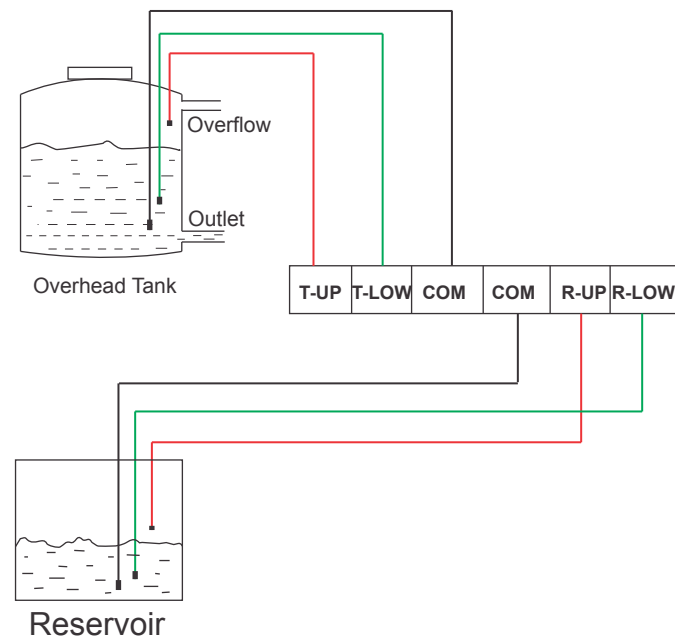 Overflow
Outlet
Overhead Tank
T-UP T-LOW COM COM R-UP R-LOW
Reservoir